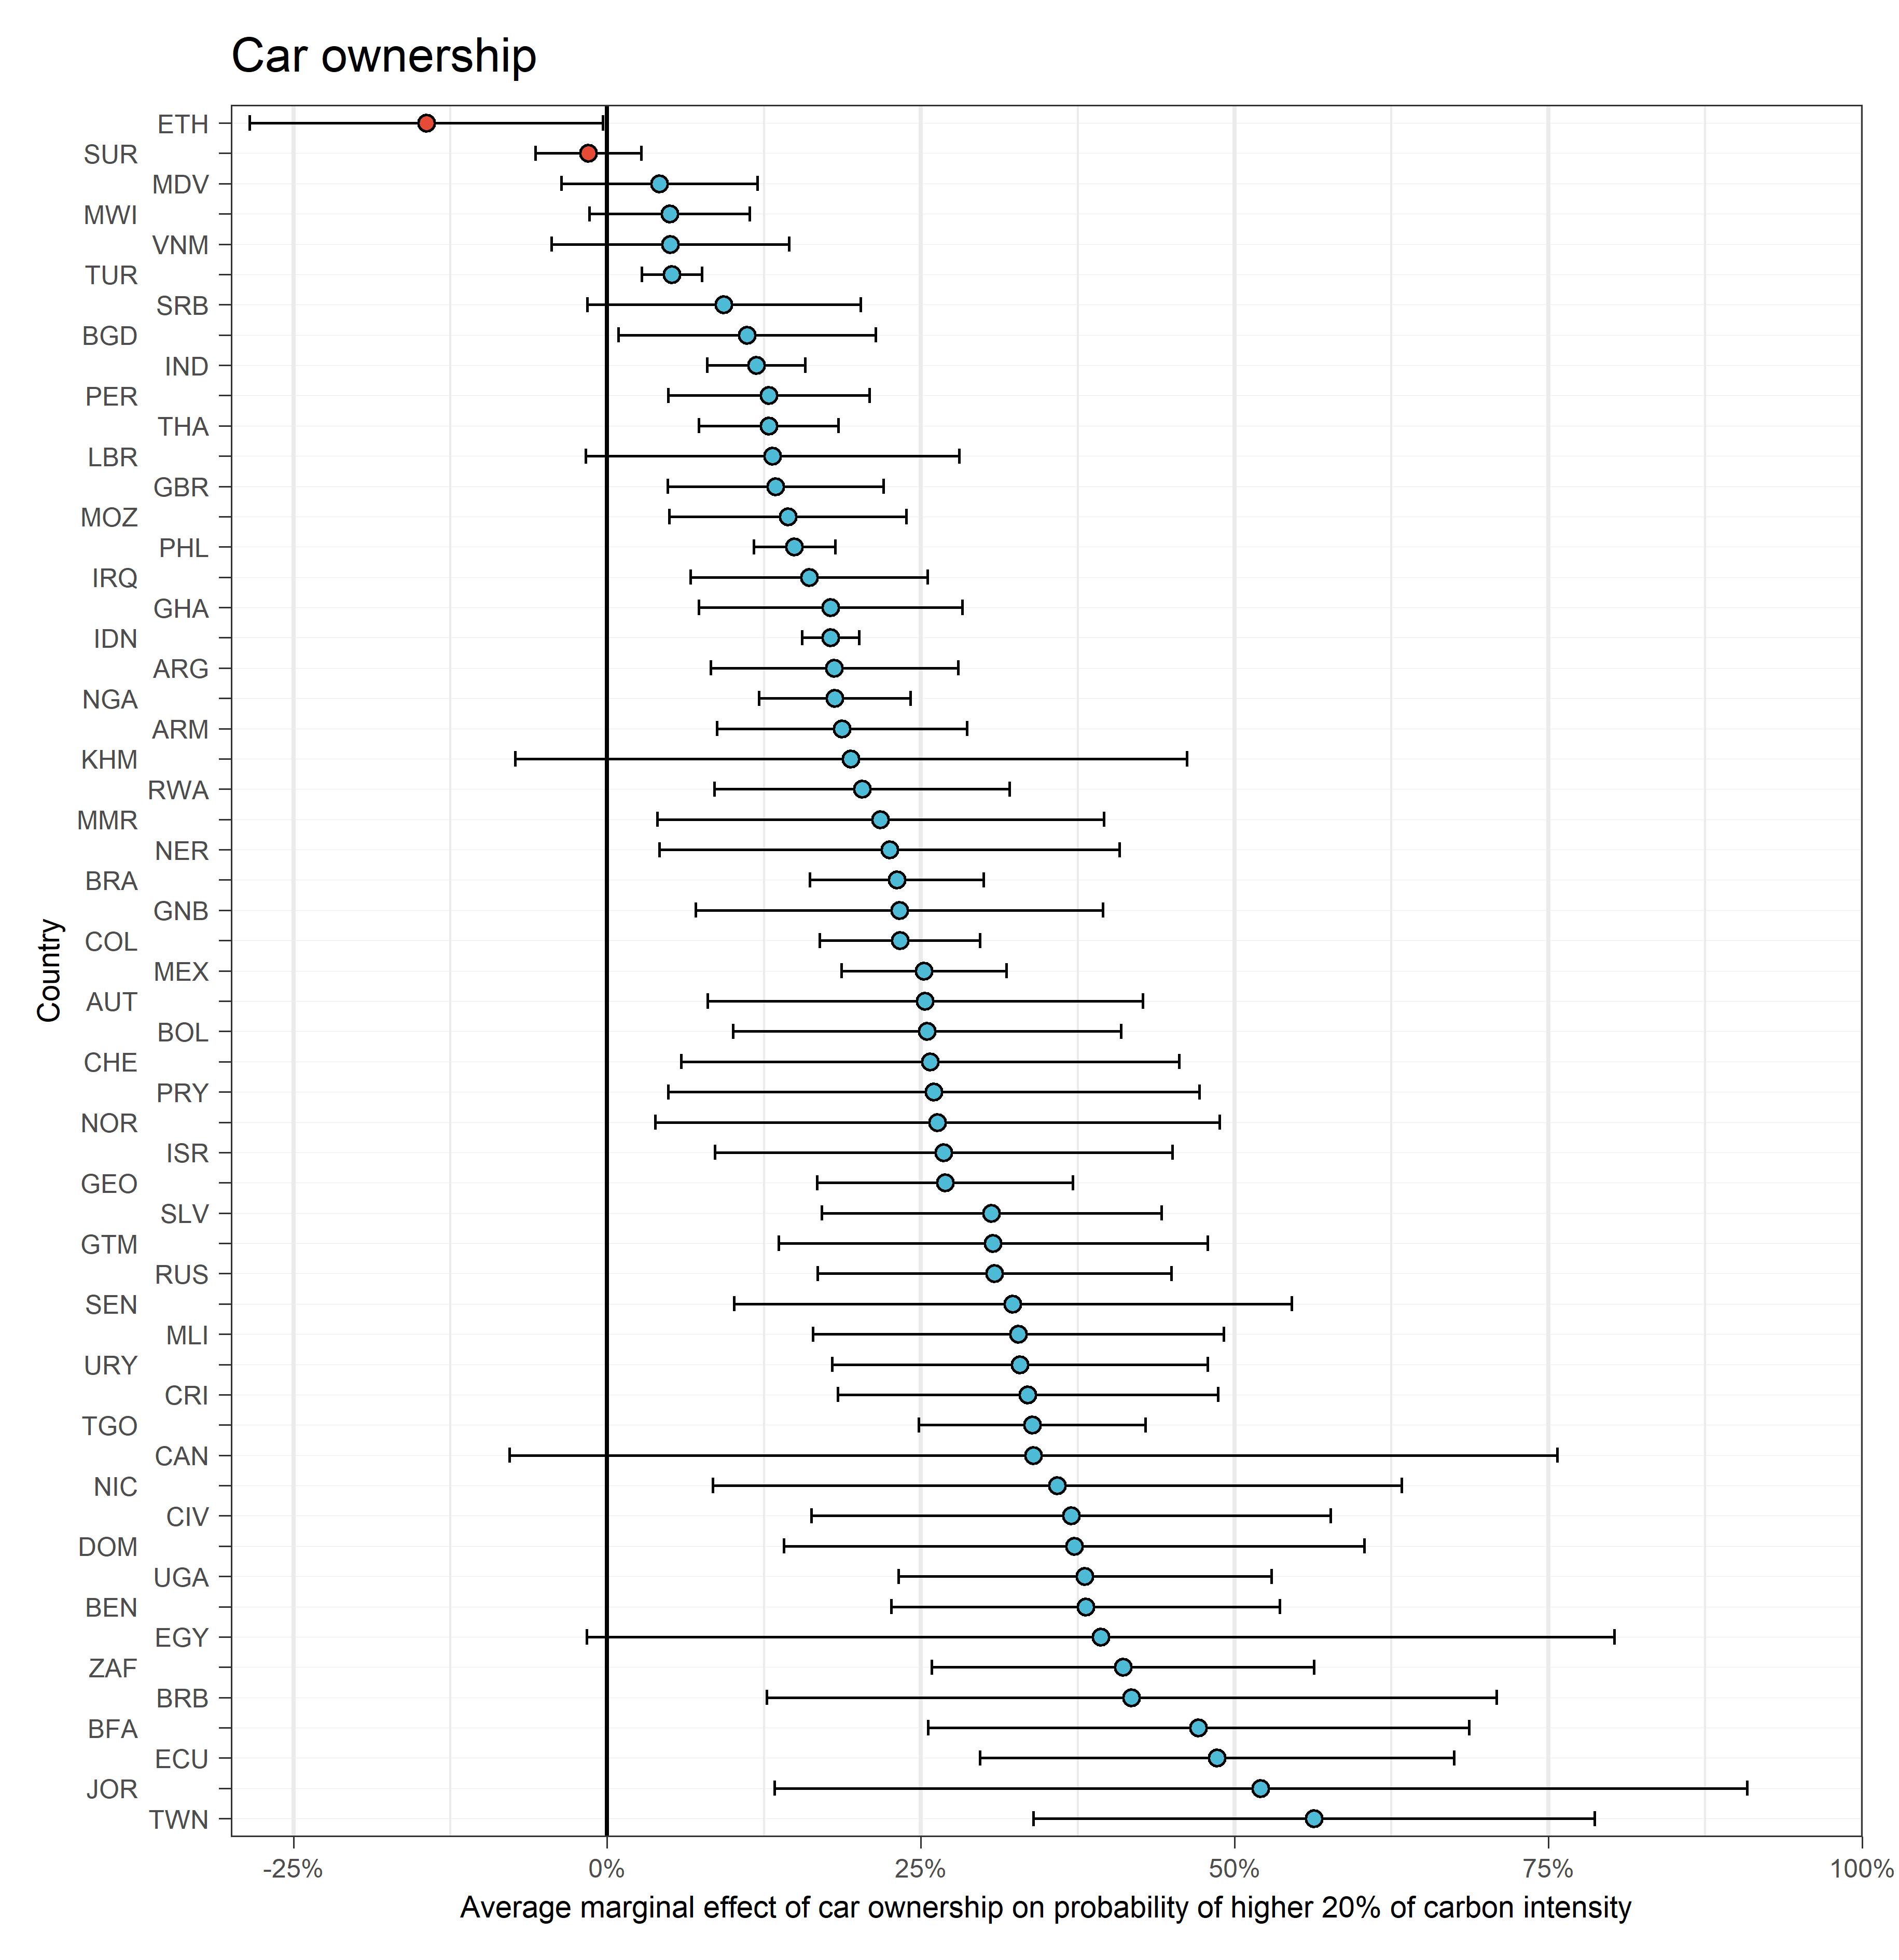 Car ownership
ETH
SUR
MDV
MWI
VNM
TUR
SRB
BGD
IND
PER
THA
LBR
GBR
MOZ
PHL
IRQ
GHA
IDN
ARG
NGA
ARM
KHM
RWA
MMR
NER
BRA
GNB
COL
MEX
AUT
BOL
CHE
PRY
NOR
ISR
GEO
SLV
GTM
RUS
SEN
MLI
URY
CRI
TGO
CAN
NIC
CIV
DOM
UGA
BEN
EGY
ZAF
BRB
BFA
ECU
JOR
TWN
Country
-25% 0% 25% 50% 75% 100%
Average marginal effect of car ownership on probability of higher 20% of carbon intensity